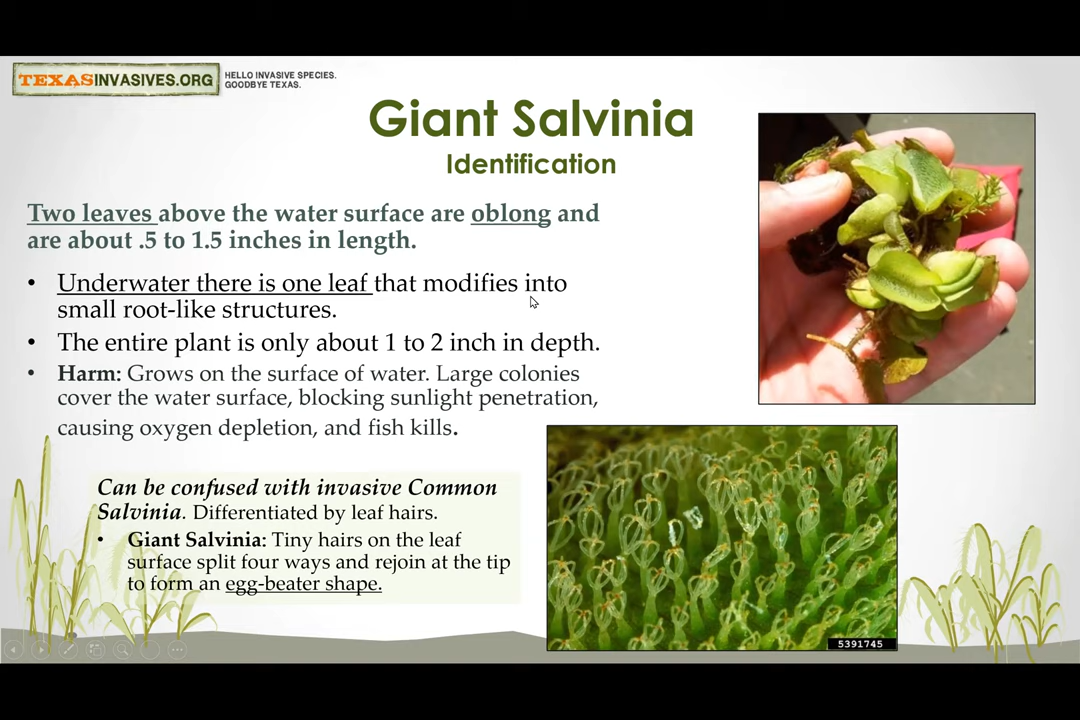 TEXASINVASIVES.ORG
HELLO INVASIVE SPECIES.
GOODBYE TEXAS.
Giant Salvinia
Identification
Two leaves above the water surface are oblong and
are about .5 to 1.5 inches in length.
• Underwater there is one leaf that modifies into
small root-like structures.
• The entire plant is only about 1 to 2 inch in depth.
• Harm: Grows on the surface of water. Large colonies
cover the water surface, blocking sunlight penetration,
causing oxygen depletion, and fish kills.
Can be confused with invasive Common
Salvinia. Differentiated by leaf hairs.
• Giant Salvinia: Tiny hairs on the leaf
surface split four ways and rejoin at the tip
to form an egg-beater shape.
5391745